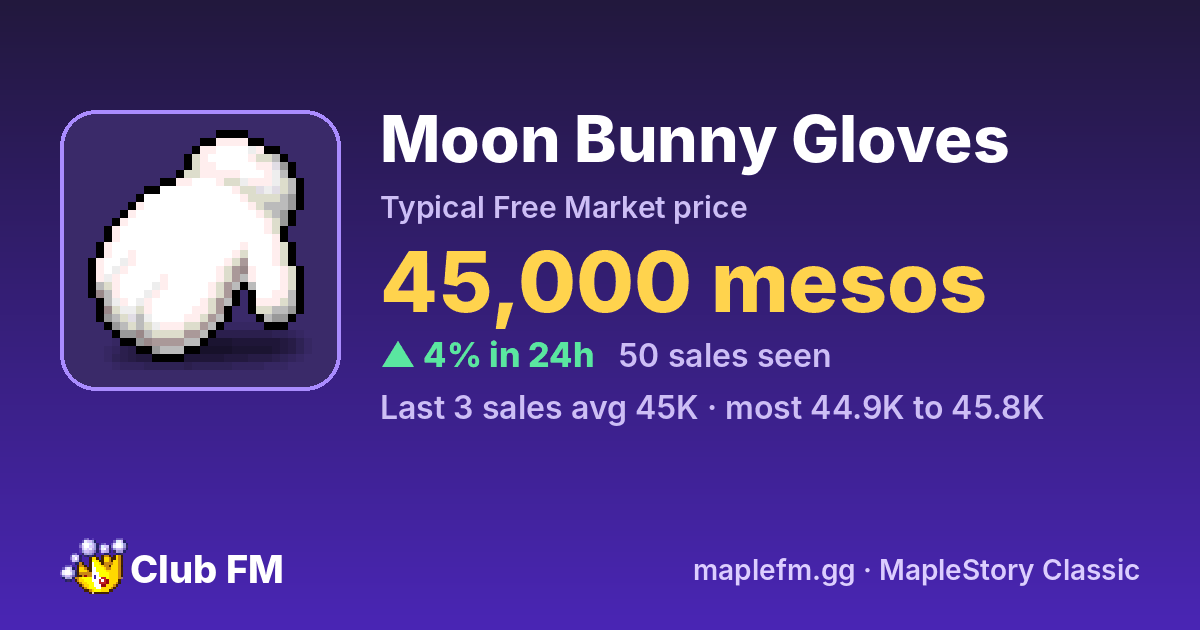 Moon Bunny Gloves
Typical Free Market price
45,000 mesos
▲ 4% in 24h 50 sales seen
Last 3 sales avg 45K · most 44.9K to 45.8K
Club FM
maplefm.gg · MapleStory Classic